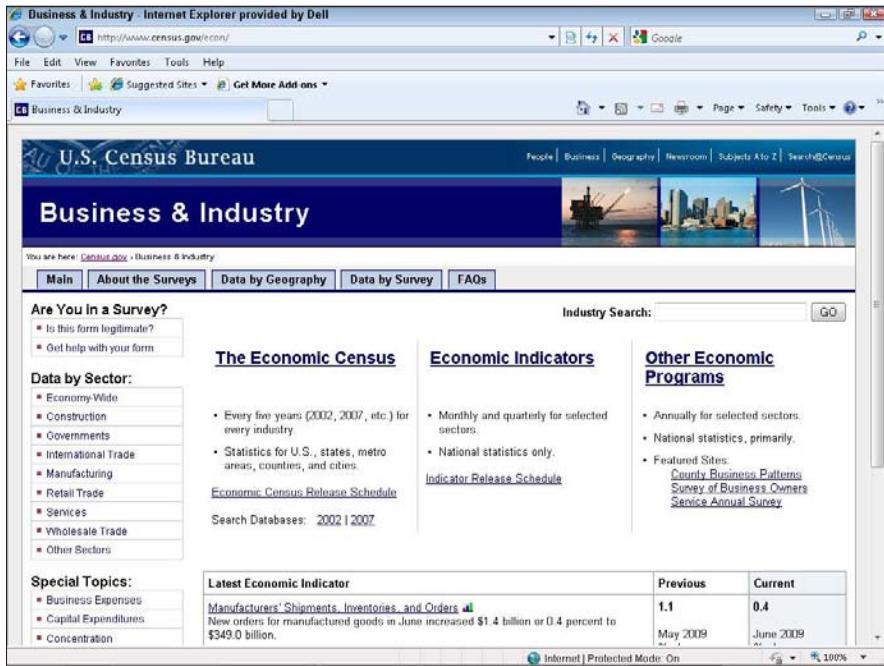 Business & Industry - Internet Explorer provided by Dell
http://www.census.gov/econ/
Google
File Edit View Favorites Tools Help
Favorites Suggested Sites Get More Add-ons
CB Business & Industry
Page Safety Tools
U.S. Census Bureau
People | Business | Geography | Newsroom | Subjects A to Z | Search@Census
Business & Industry
You are here: Census.gov › Business & Industry
Main About the Surveys Data by Geography Data by Survey FAQs
Are You in a Survey?
Is this form legitimate?
Get help with your form
Data by Sector:
Economy-Wide
Construction
Governments
International Trade
Manufacturing
Retail Trade
Services
Wholesale Trade
Other Sectors
Special Topics:
Business Expenses
Capital Expenditures
Concentration
Industry Search: GO
The Economic Census
• Every five years (2002, 2007, etc.) for
every industry.
• Statistics for U.S., states, metro
areas, counties, and cities.
Economic Census Release Schedule
Search Databases: 2002 | 2007
Economic Indicators
• Monthly and quarterly for selected
sectors.
• National statistics only.
Indicator Release Schedule
Other Economic
Programs
• Annually for selected sectors.
• National statistics, primarily.
• Featured Sites:
County Business Patterns
Survey of Business Owners
Service Annual Survey
Latest Economic Indicator Previous Current
Manufacturers' Shipments, Inventories, and Orders 1.1 0.4
New orders for manufactured goods in June increased $1.4 billion or 0.4 percent to
$349.0 billion. May 2009 June 2009
Internet | Protected Mode: On 100%